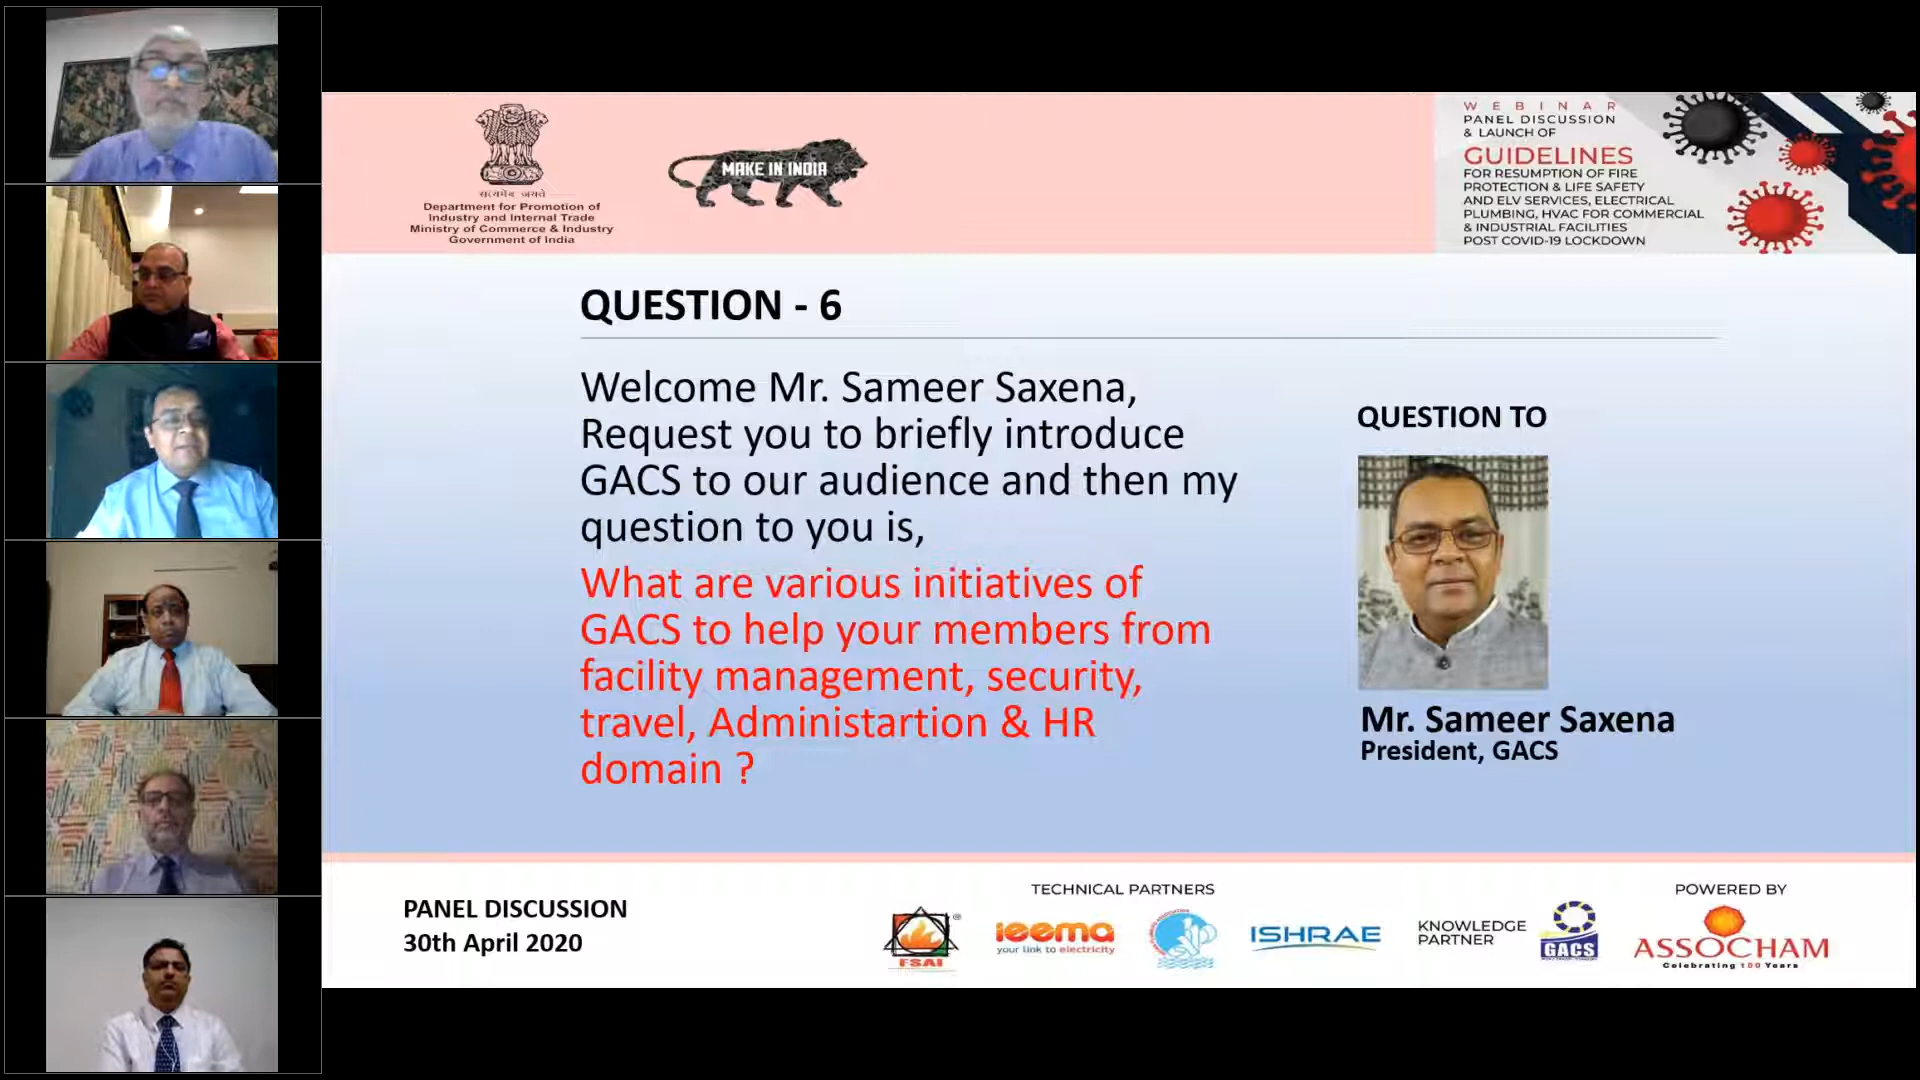 सत्यमेव जयते
Department for Promotion of
Industry and Internal Trade
Ministry of Commerce & Industry
Government of India
MAKE IN INDIA
WEBINAR
PANEL DISCUSSION
& LAUNCH OF
GUIDELINES
FOR RESUMPTION OF FIRE
PROTECTION & LIFE SAFETY
AND ELV SERVICES, ELECTRICAL
PLUMBING, HVAC FOR COMMERCIAL
& INDUSTRIAL FACILITIES
POST COVID-19 LOCKDOWN
QUESTION - 6
Welcome Mr. Sameer Saxena,
Request you to briefly introduce
GACS to our audience and then my
question to you is,
What are various initiatives of
GACS to help your members from
facility management, security,
travel, Administartion & HR
domain ?
QUESTION TO
Mr. Sameer Saxena
President, GACS
PANEL DISCUSSION
30th April 2020
TECHNICAL PARTNERS
FSAI
®
ieema
your link to electricity
ISHRAE
KNOWLEDGE
PARTNER
GACS
POWERED BY
ASSOCHAM
Celebrating 100 Years